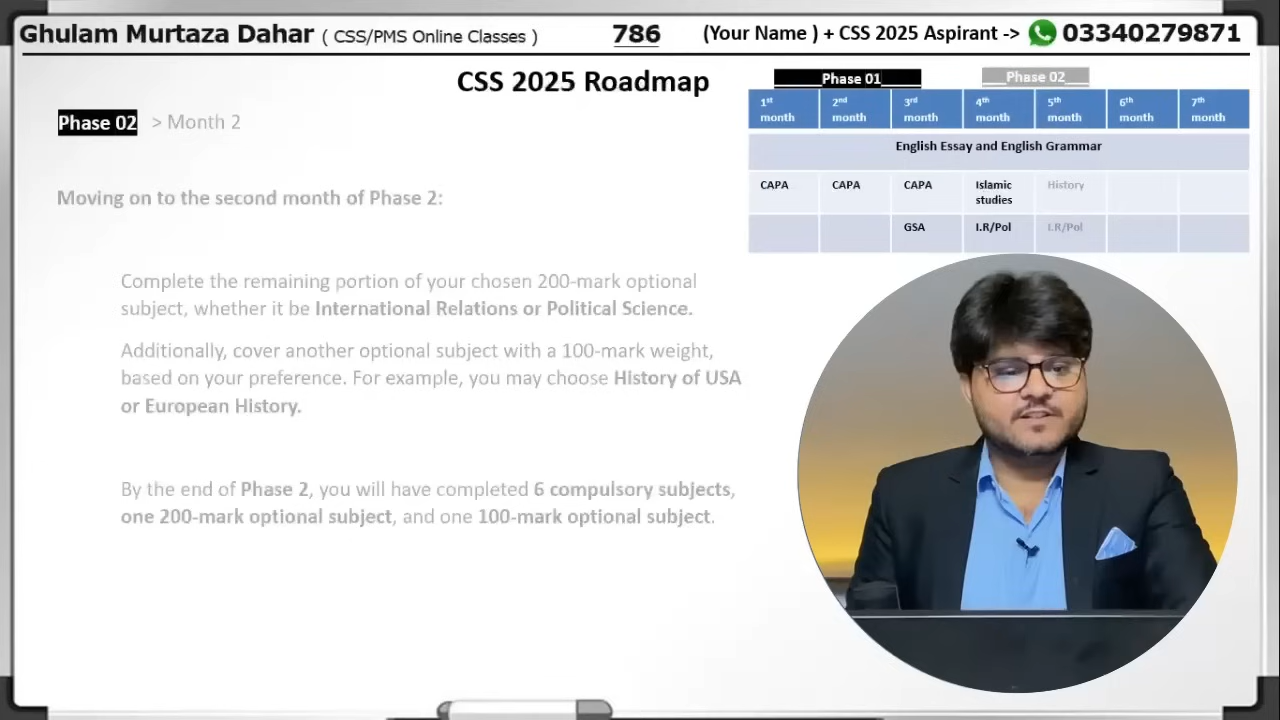 Ghulam Murtaza Dahar ( CSS/PMS Online Classes ) 786 (Your Name ) + CSS 2025 Aspirant -> 03340279871
CSS 2025 Roadmap
Phase 02 > Month 2
Moving on to the second month of Phase 2:
Complete the remaining portion of your chosen 200-mark optional
subject, whether it be International Relations or Political Science.
Additionally, cover another optional subject with a 100-mark weight,
based on your preference. For example, you may choose History of USA
or European History.
By the end of Phase 2, you will have completed 6 compulsory subjects,
one 200-mark optional subject, and one 100-mark optional subject.
Phase 01 Phase 02
1st month 2nd month 3rd month 4th month 5th month 6th month 7th month
English Essay and English Grammar
CAPA CAPA CAPA Islamic studies History
GSA I.R/Pol I.R/Pol